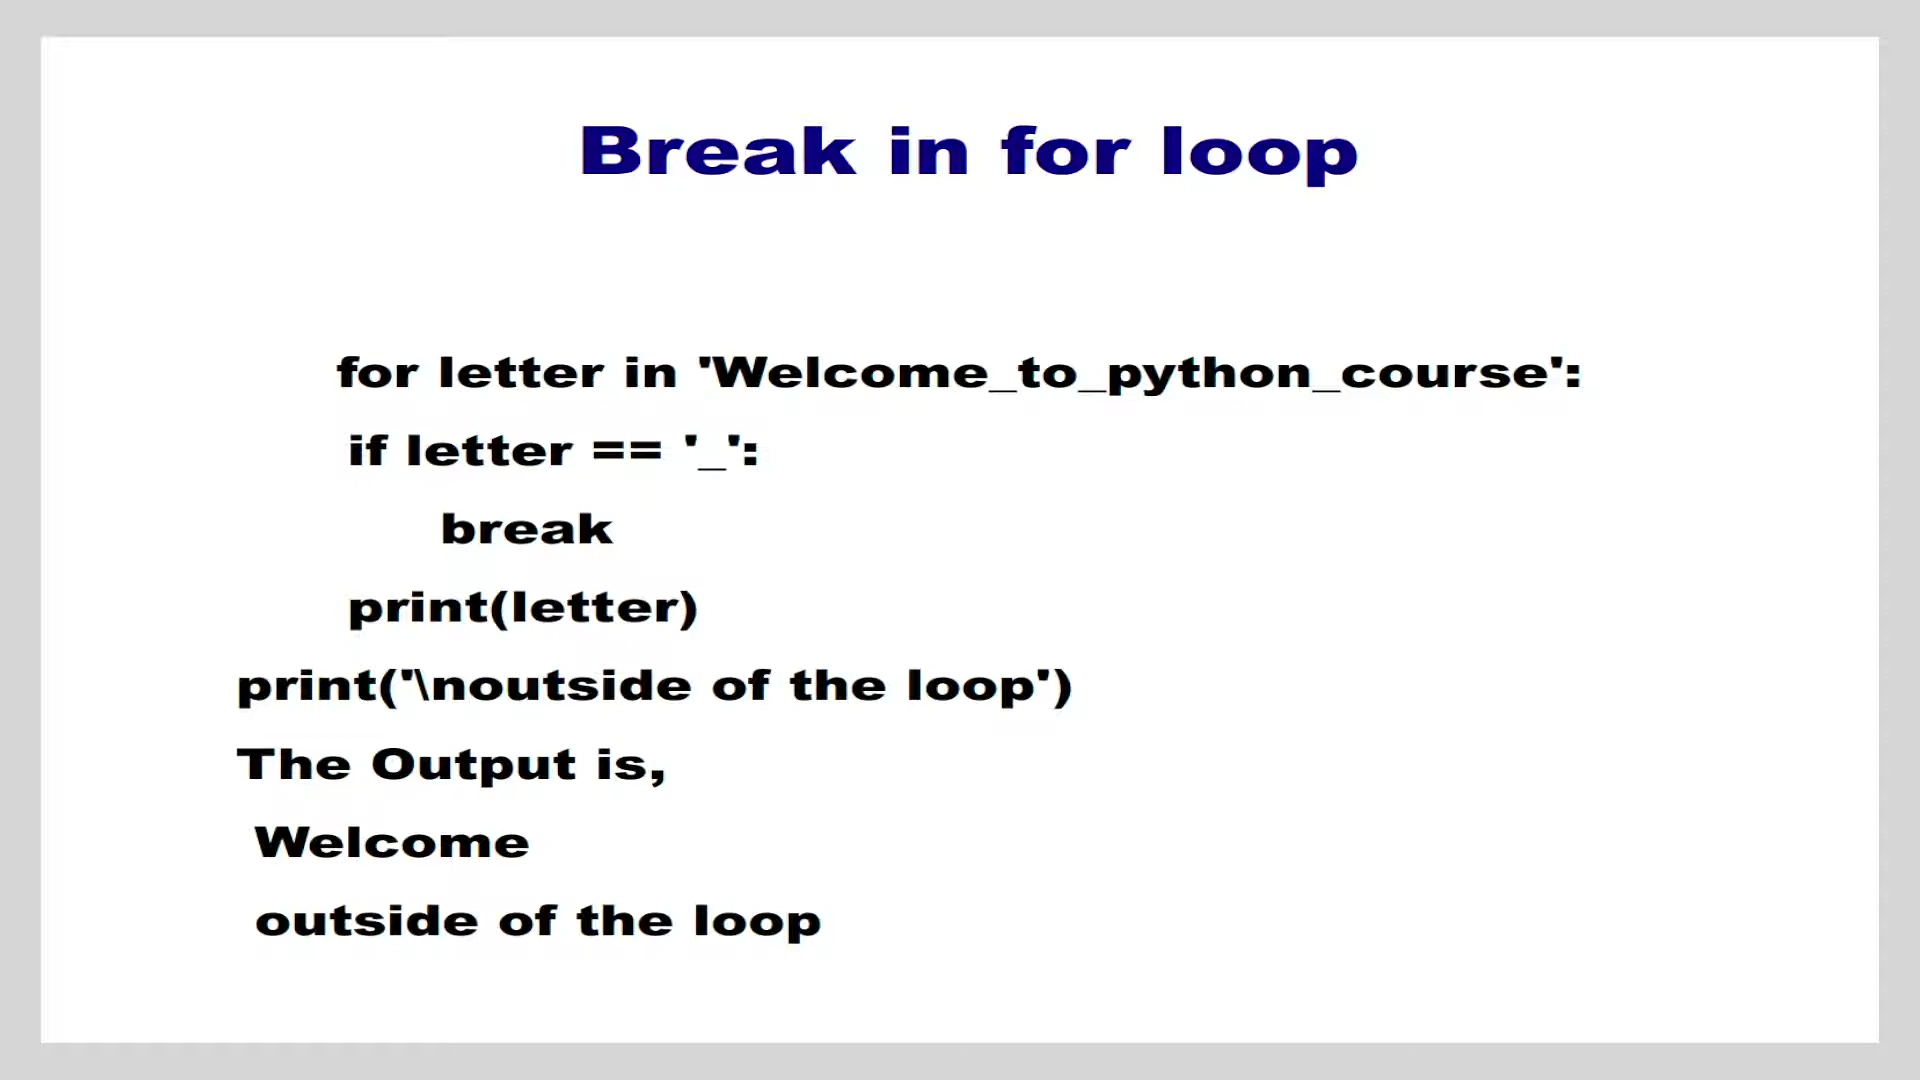 Break in for loop
for letter in 'Welcome_to_python_course':
if letter == '_':
break
print(letter)
print('\noutside of the loop')
The Output is,
Welcome
outside of the loop